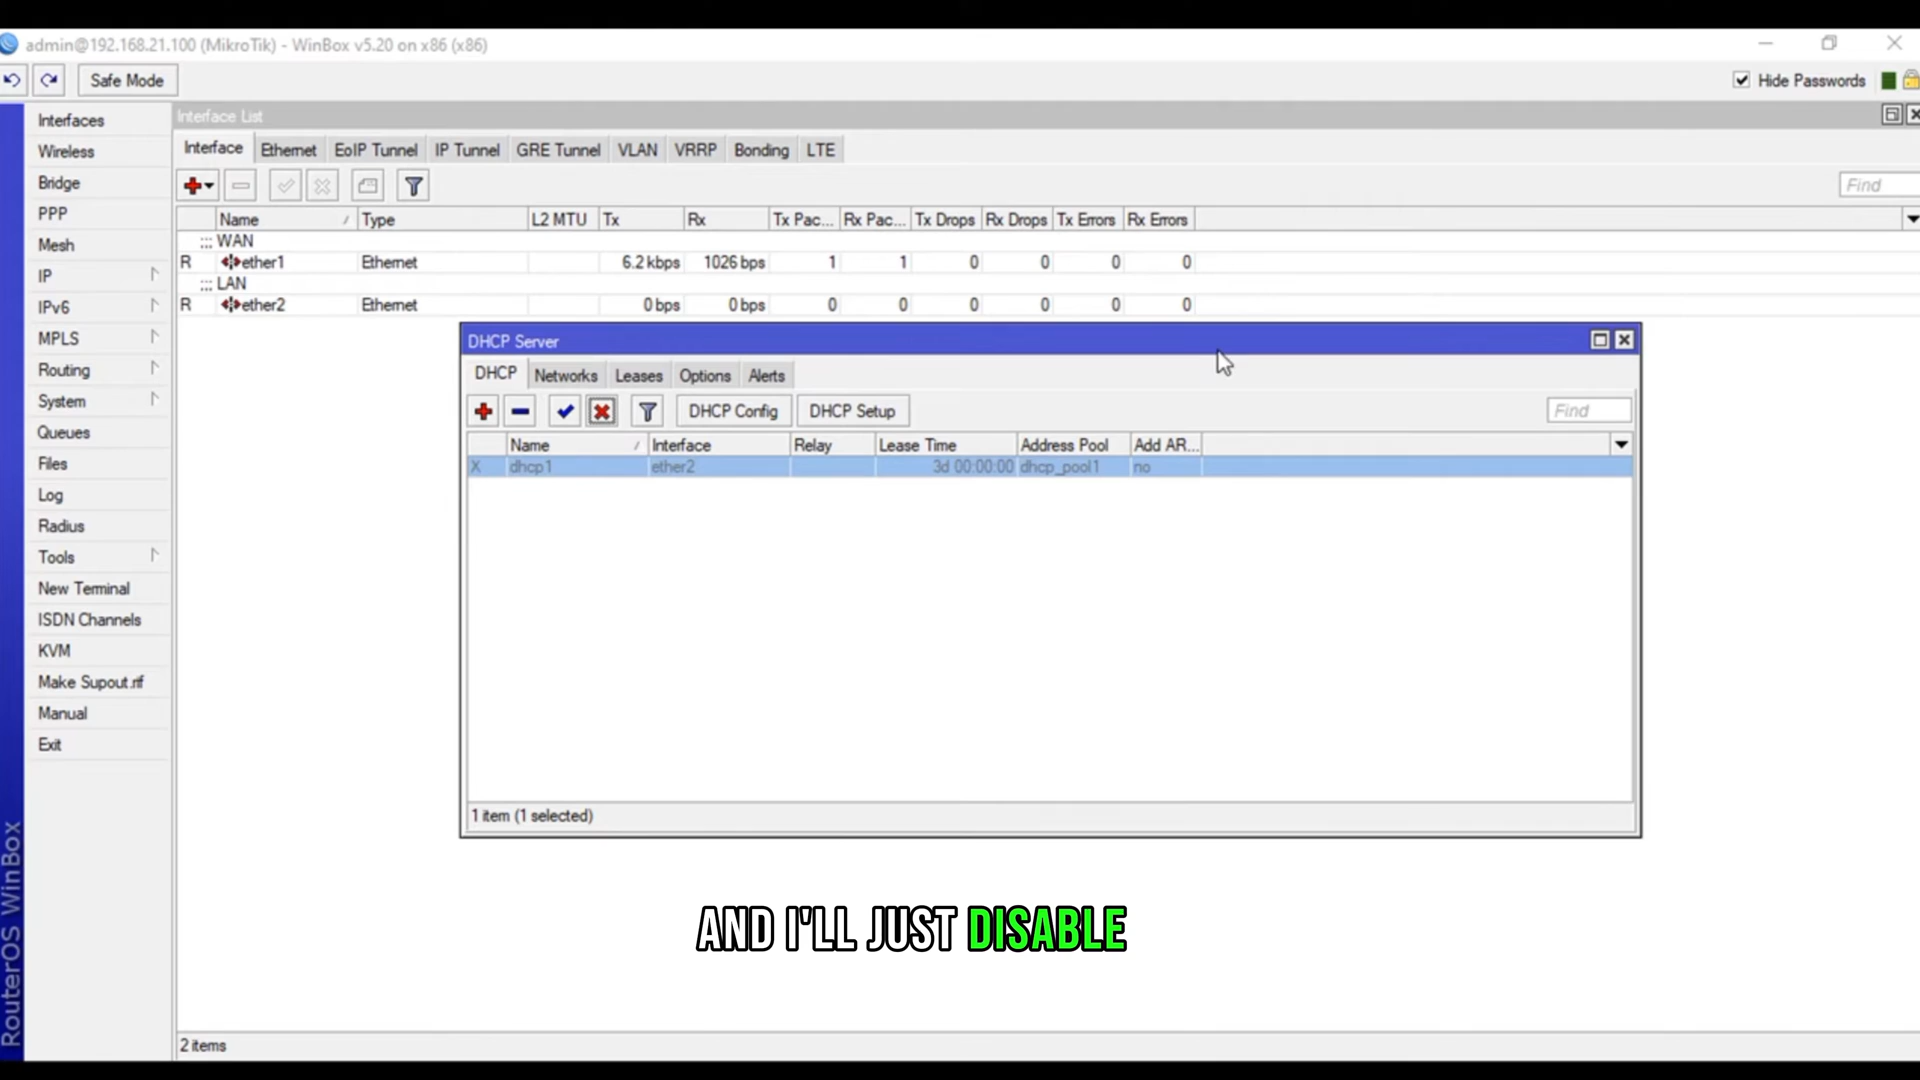 admin@192.168.21.100 (MikroTik) - WinBox v5.20 on x86 (x86)
Safe Mode
Hide Passwords
Interfaces
Wireless
Bridge
PPP
Mesh
IP
IPv6
MPLS
Routing
System
Queues
Files
Log
Radius
Tools
New Terminal
ISDN Channels
KVM
Make Supout.rif
Manual
Exit
RouterOS WinBox
Interface List
Interface Ethernet EoIP Tunnel IP Tunnel GRE Tunnel VLAN VRRP Bonding LTE
Find
Name Type L2 MTU Tx Rx Tx Pac... Rx Pac... Tx Drops Rx Drops Tx Errors Rx Errors
::: WAN
R ether1 Ethernet 6.2 kbps 1026 bps 1 1 0 0 0 0
::: LAN
R ether2 Ethernet 0 bps 0 bps 0 0 0 0 0 0
DHCP Server
DHCP Networks Leases Options Alerts
DHCP Config DHCP Setup Find
Name Interface Relay Lease Time Address Pool Add AR...
X dhcp1 ether2 3d 00:00:00 dhcp_pool1 no
1 item (1 selected)
AND I'LL JUST DISABLE
2 items